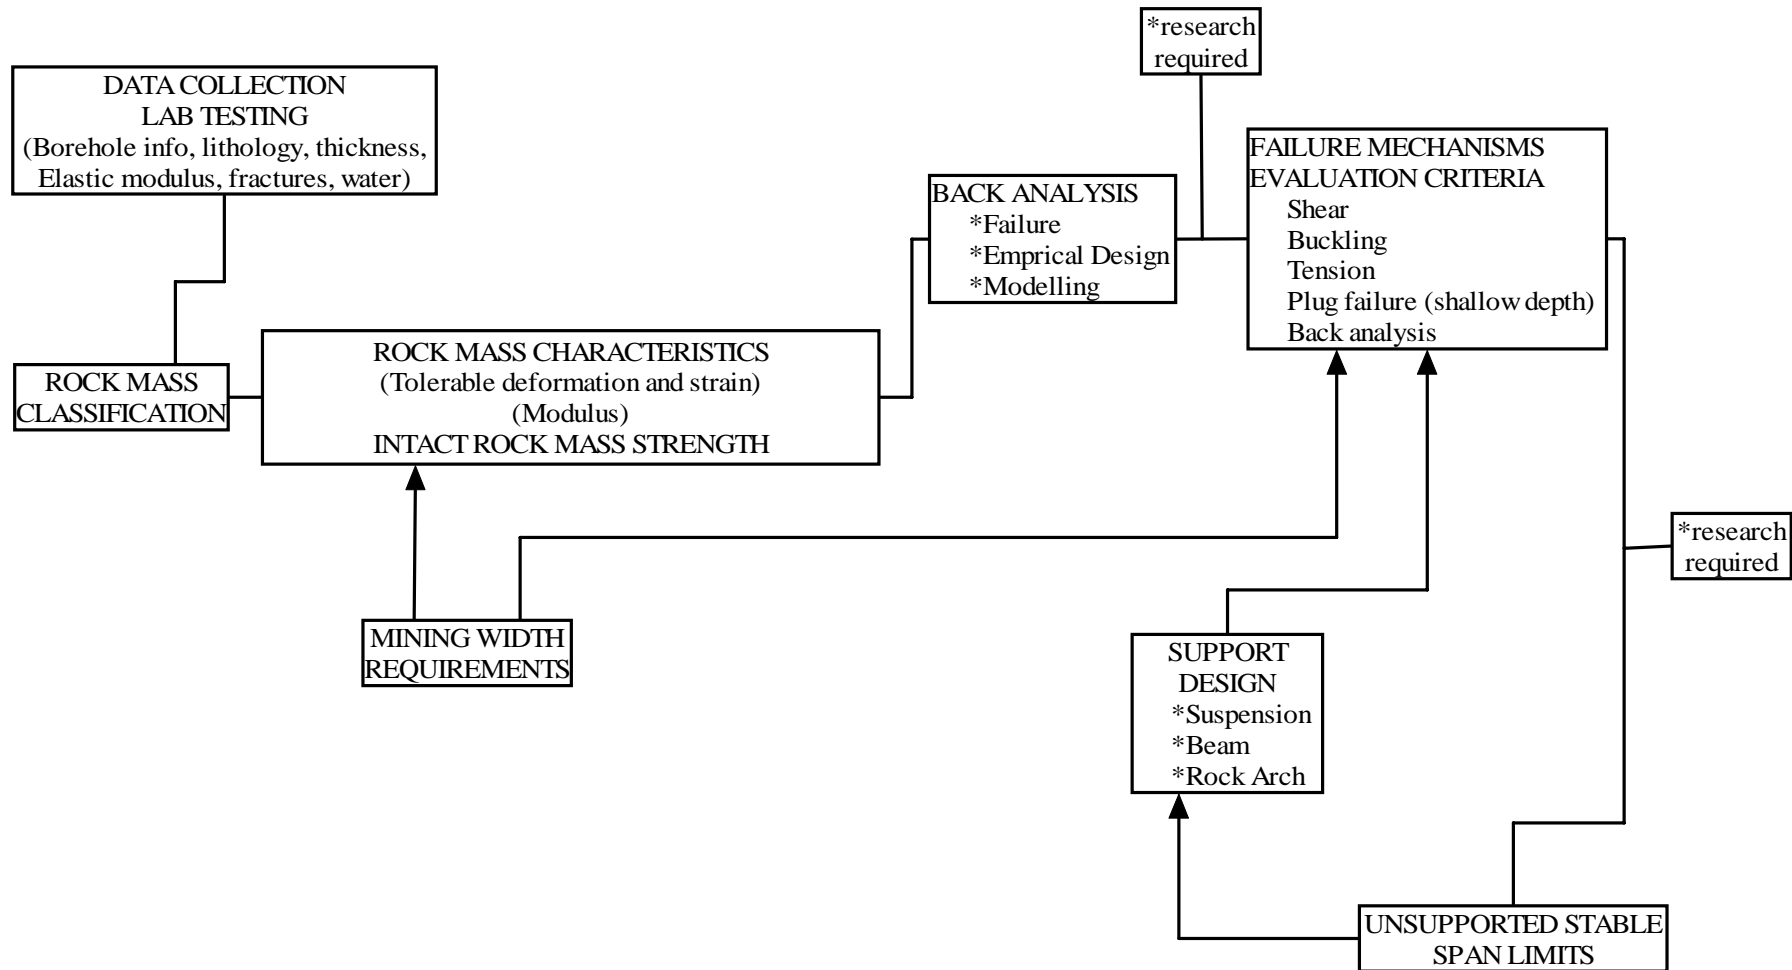 *research
required
DATA COLLECTION
LAB TESTING
(Borehole info, lithology, thickness,
Elastic modulus, fractures, water)
FAILURE MECHANISMS
EVALUATION CRITERIA
Shear
Buckling
Tension
Plug failure (shallow depth)
Back analysis
BACK ANALYSIS
*Failure
*Emprical Design
*Modelling
ROCK MASS
CLASSIFICATION
ROCK MASS CHARACTERISTICS
(Tolerable deformation and strain)
(Modulus)
INTACT ROCK MASS STRENGTH
*research
required
MINING WIDTH
REQUIREMENTS
SUPPORT
DESIGN
*Suspension
*Beam
*Rock Arch
UNSUPPORTED STABLE
SPAN LIMITS